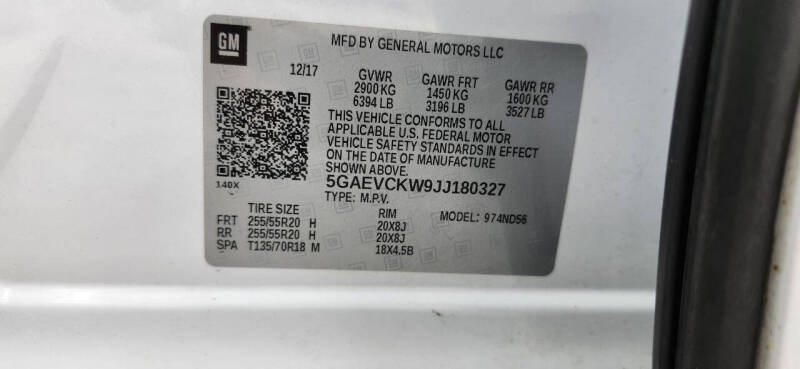 GM
MFD BY GENERAL MOTORS LLC
12/17 GVWR GAWR FRT GAWR RR
2900 KG 1450 KG 1600 KG
6394 LB 3196 LB 3527 LB
THIS VEHICLE CONFORMS TO ALL
APPLICABLE U.S. FEDERAL MOTOR
VEHICLE SAFETY STANDARDS IN EFFECT
ON THE DATE OF MANUFACTURE
SHOWN ABOVE.
140X
5GAEVCKW9JJ180327
TYPE: M.P.V.
TIRE SIZE RIM MODEL: 974ND56
FRT 255/55R20 H 20X8J
RR 255/55R20 H 20X8J
SPA T135/70R18 M 18X4.5B